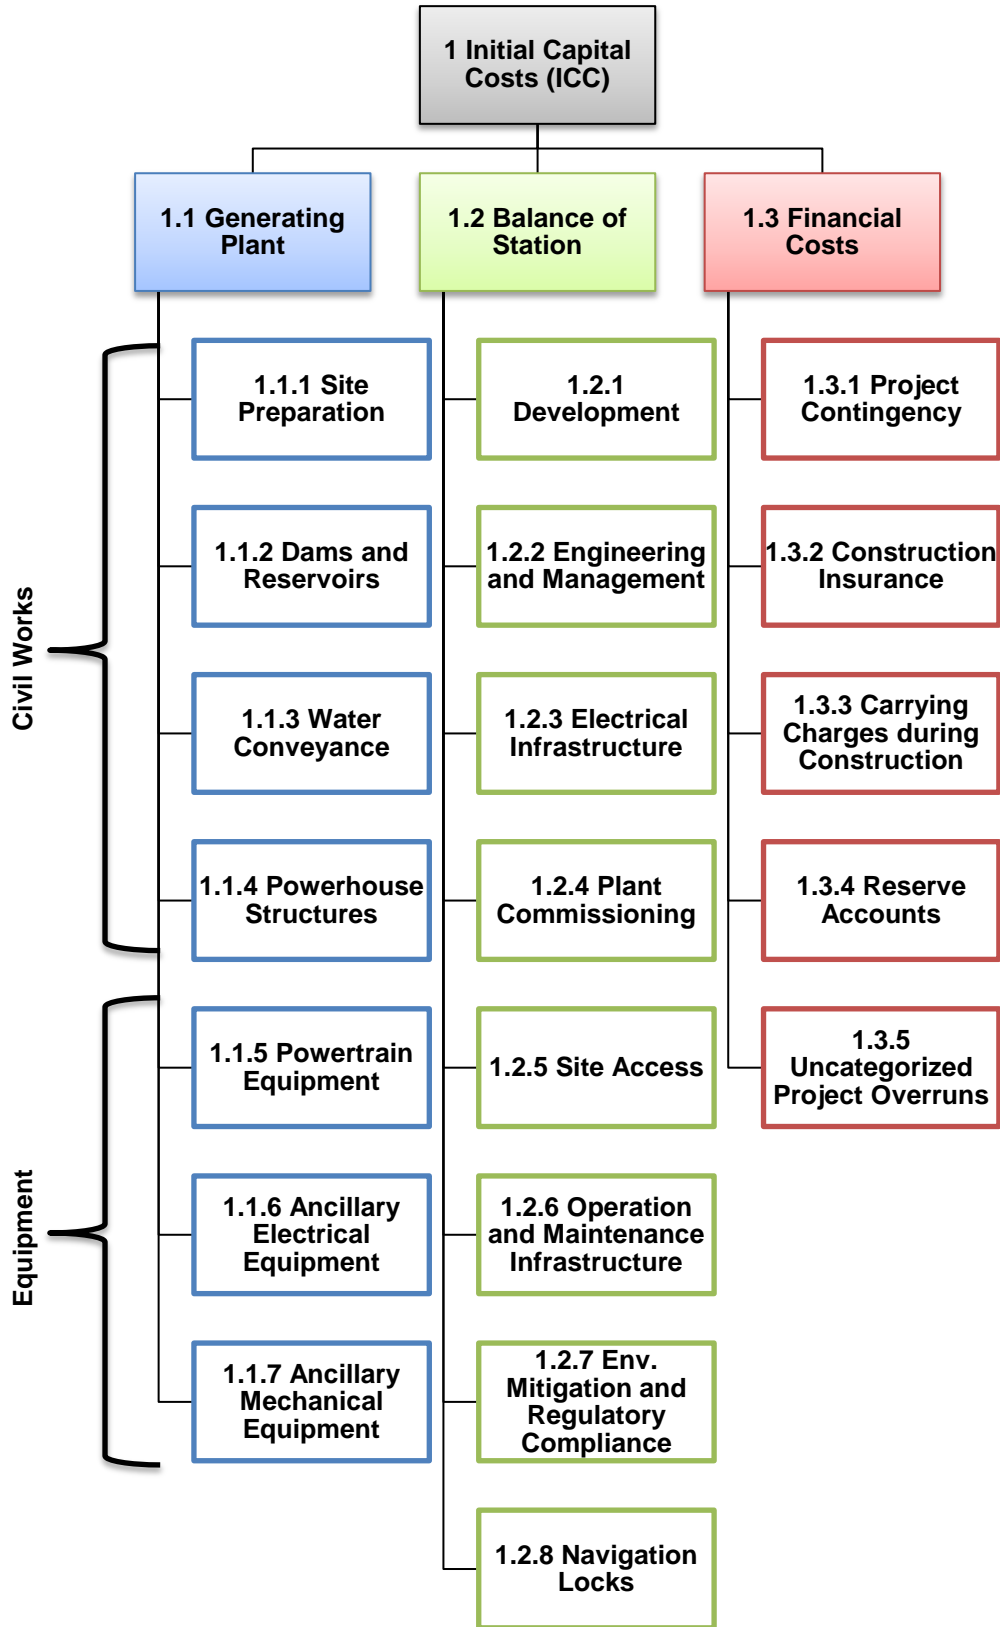 1 Initial Capital
Costs (ICC)
1.1 Generating
Plant
1.2 Balance of
Station
1.3 Financial
Costs
Civil Works
Equipment
1.1.1 Site
Preparation
1.1.2 Dams and
Reservoirs
1.1.3 Water
Conveyance
1.1.4 Powerhouse
Structures
1.1.5 Powertrain
Equipment
1.1.6 Ancillary
Electrical
Equipment
1.1.7 Ancillary
Mechanical
Equipment
1.2.1
Development
1.2.2 Engineering
and Management
1.2.3 Electrical
Infrastructure
1.2.4 Plant
Commissioning
1.2.5 Site Access
1.2.6 Operation
and Maintenance
Infrastructure
1.2.7 Env.
Mitigation and
Regulatory
Compliance
1.2.8 Navigation
Locks
1.3.1 Project
Contingency
1.3.2 Construction
Insurance
1.3.3 Carrying
Charges during
Construction
1.3.4 Reserve
Accounts
1.3.5
Uncategorized
Project Overruns